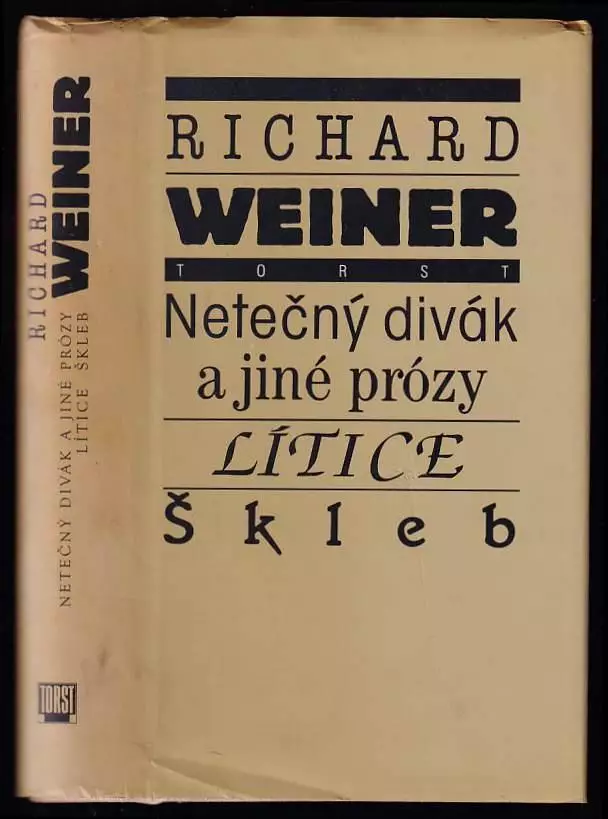 RICHARD
WEINER
NETEČNÝ DIVÁK A JINÉ PRÓZY
LÍTICE ŠKLEB
TORST
RICHARD
WEINER
TORST
Netečný divák
a jiné prózy
LÍTICE
Škleb